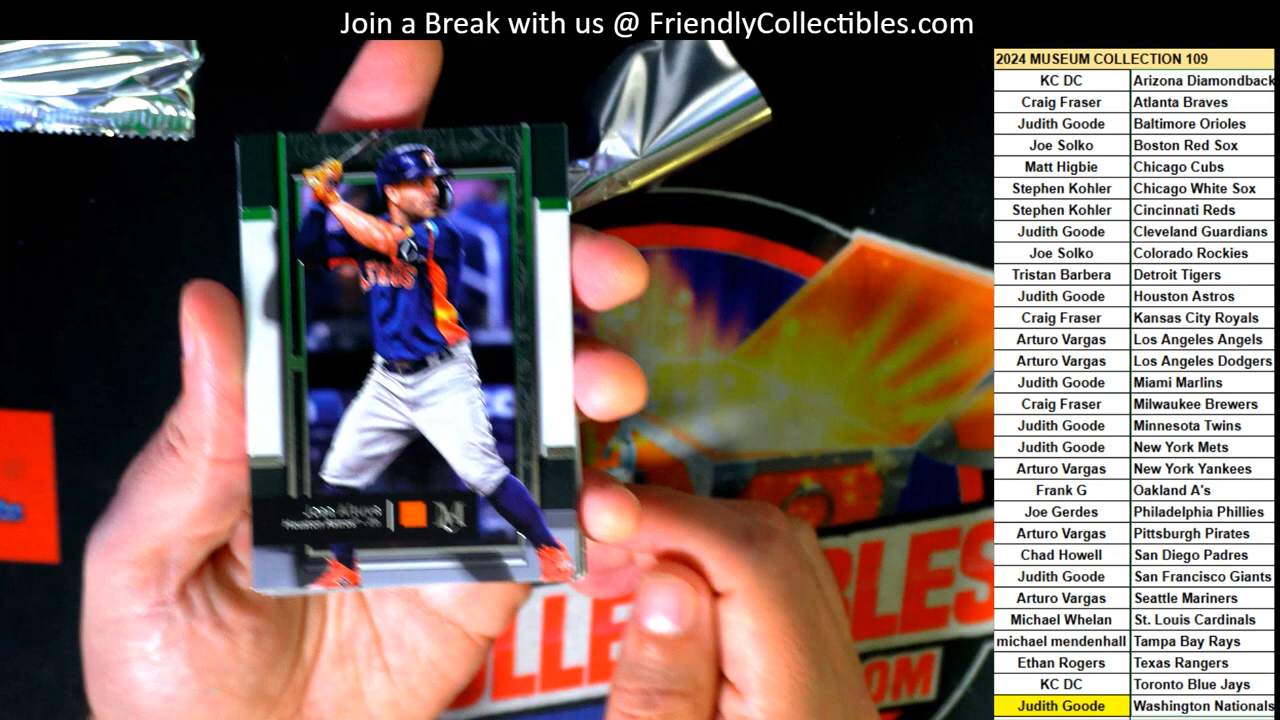 Join a Break with us @ FriendlyCollectibles.com
2024 MUSEUM COLLECTION 109
KC DC Arizona Diamondback
Craig Fraser Atlanta Braves
Judith Goode Baltimore Orioles
Joe Solko Boston Red Sox
Matt Higbie Chicago Cubs
Stephen Kohler Chicago White Sox
Stephen Kohler Cincinnati Reds
Judith Goode Cleveland Guardians
Joe Solko Colorado Rockies
Tristan Barbera Detroit Tigers
Judith Goode Houston Astros
Craig Fraser Kansas City Royals
Arturo Vargas Los Angeles Angels
Arturo Vargas Los Angeles Dodgers
Judith Goode Miami Marlins
Craig Fraser Milwaukee Brewers
Judith Goode Minnesota Twins
Judith Goode New York Mets
Arturo Vargas New York Yankees
Frank G Oakland A's
Joe Gerdes Philadelphia Phillies
Arturo Vargas Pittsburgh Pirates
Chad Howell San Diego Padres
Judith Goode San Francisco Giants
Arturo Vargas Seattle Mariners
Michael Whelan St. Louis Cardinals
michael mendenhall Tampa Bay Rays
Ethan Rogers Texas Rangers
KC DC Toronto Blue Jays
Judith Goode Washington Nationals
Jose Altuve
Houston Astros
M